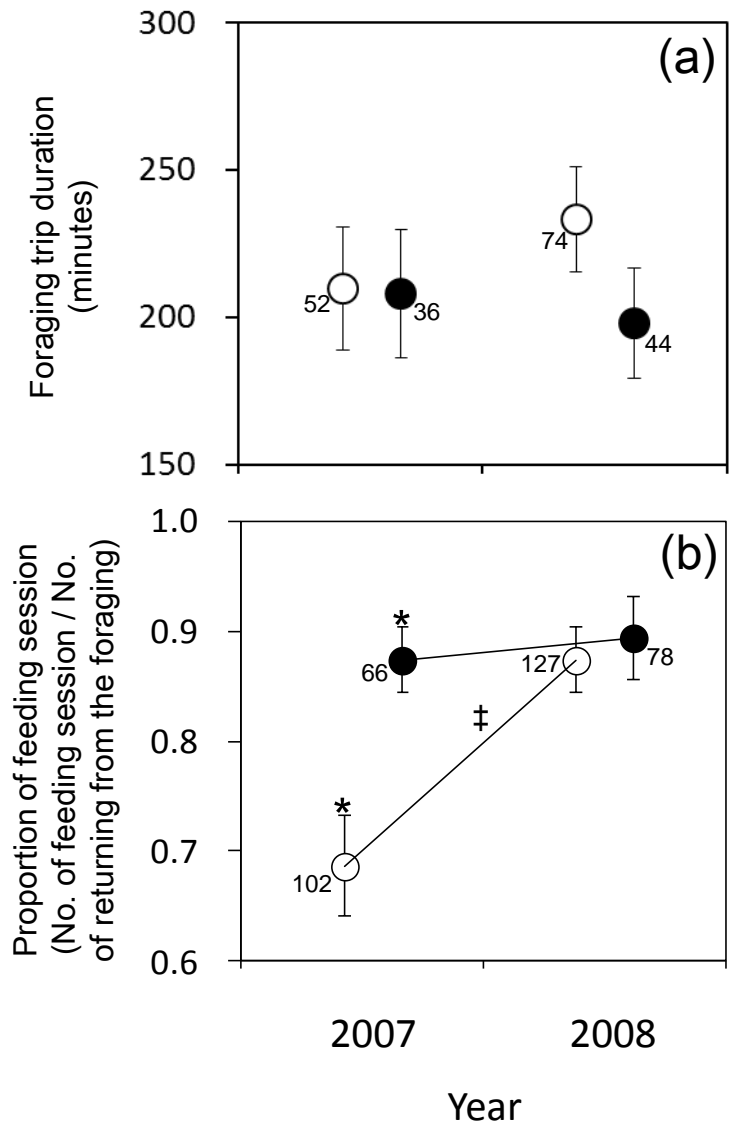 300
250
200
150
Foraging trip duration
(minutes)
(a)
52
36
74
44
1.0
0.9
0.8
0.7
0.6
Proportion of feeding session
(No. of feeding session / No.
of returning from the foraging)
(b)
*
66
127
78
‡
*
102
2007
2008
Year